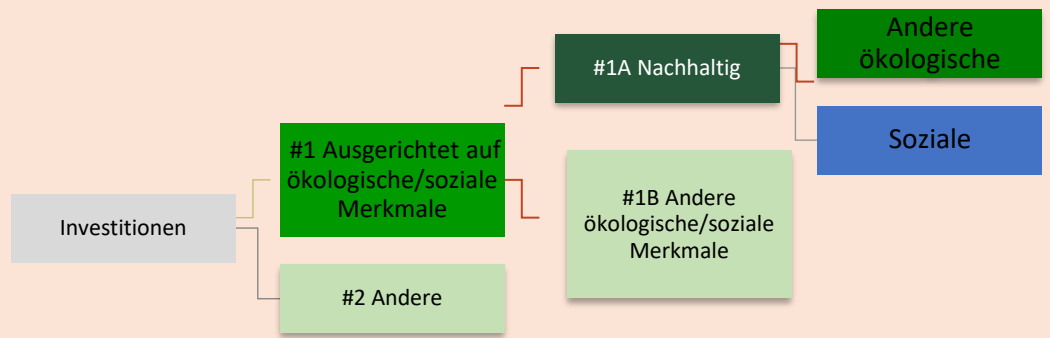 Investitionen
#1 Ausgerichtet auf
ökologische/soziale
Merkmale
#2 Andere
#1A Nachhaltig
#1B Andere
ökologische/soziale
Merkmale
Andere
ökologische
Soziale